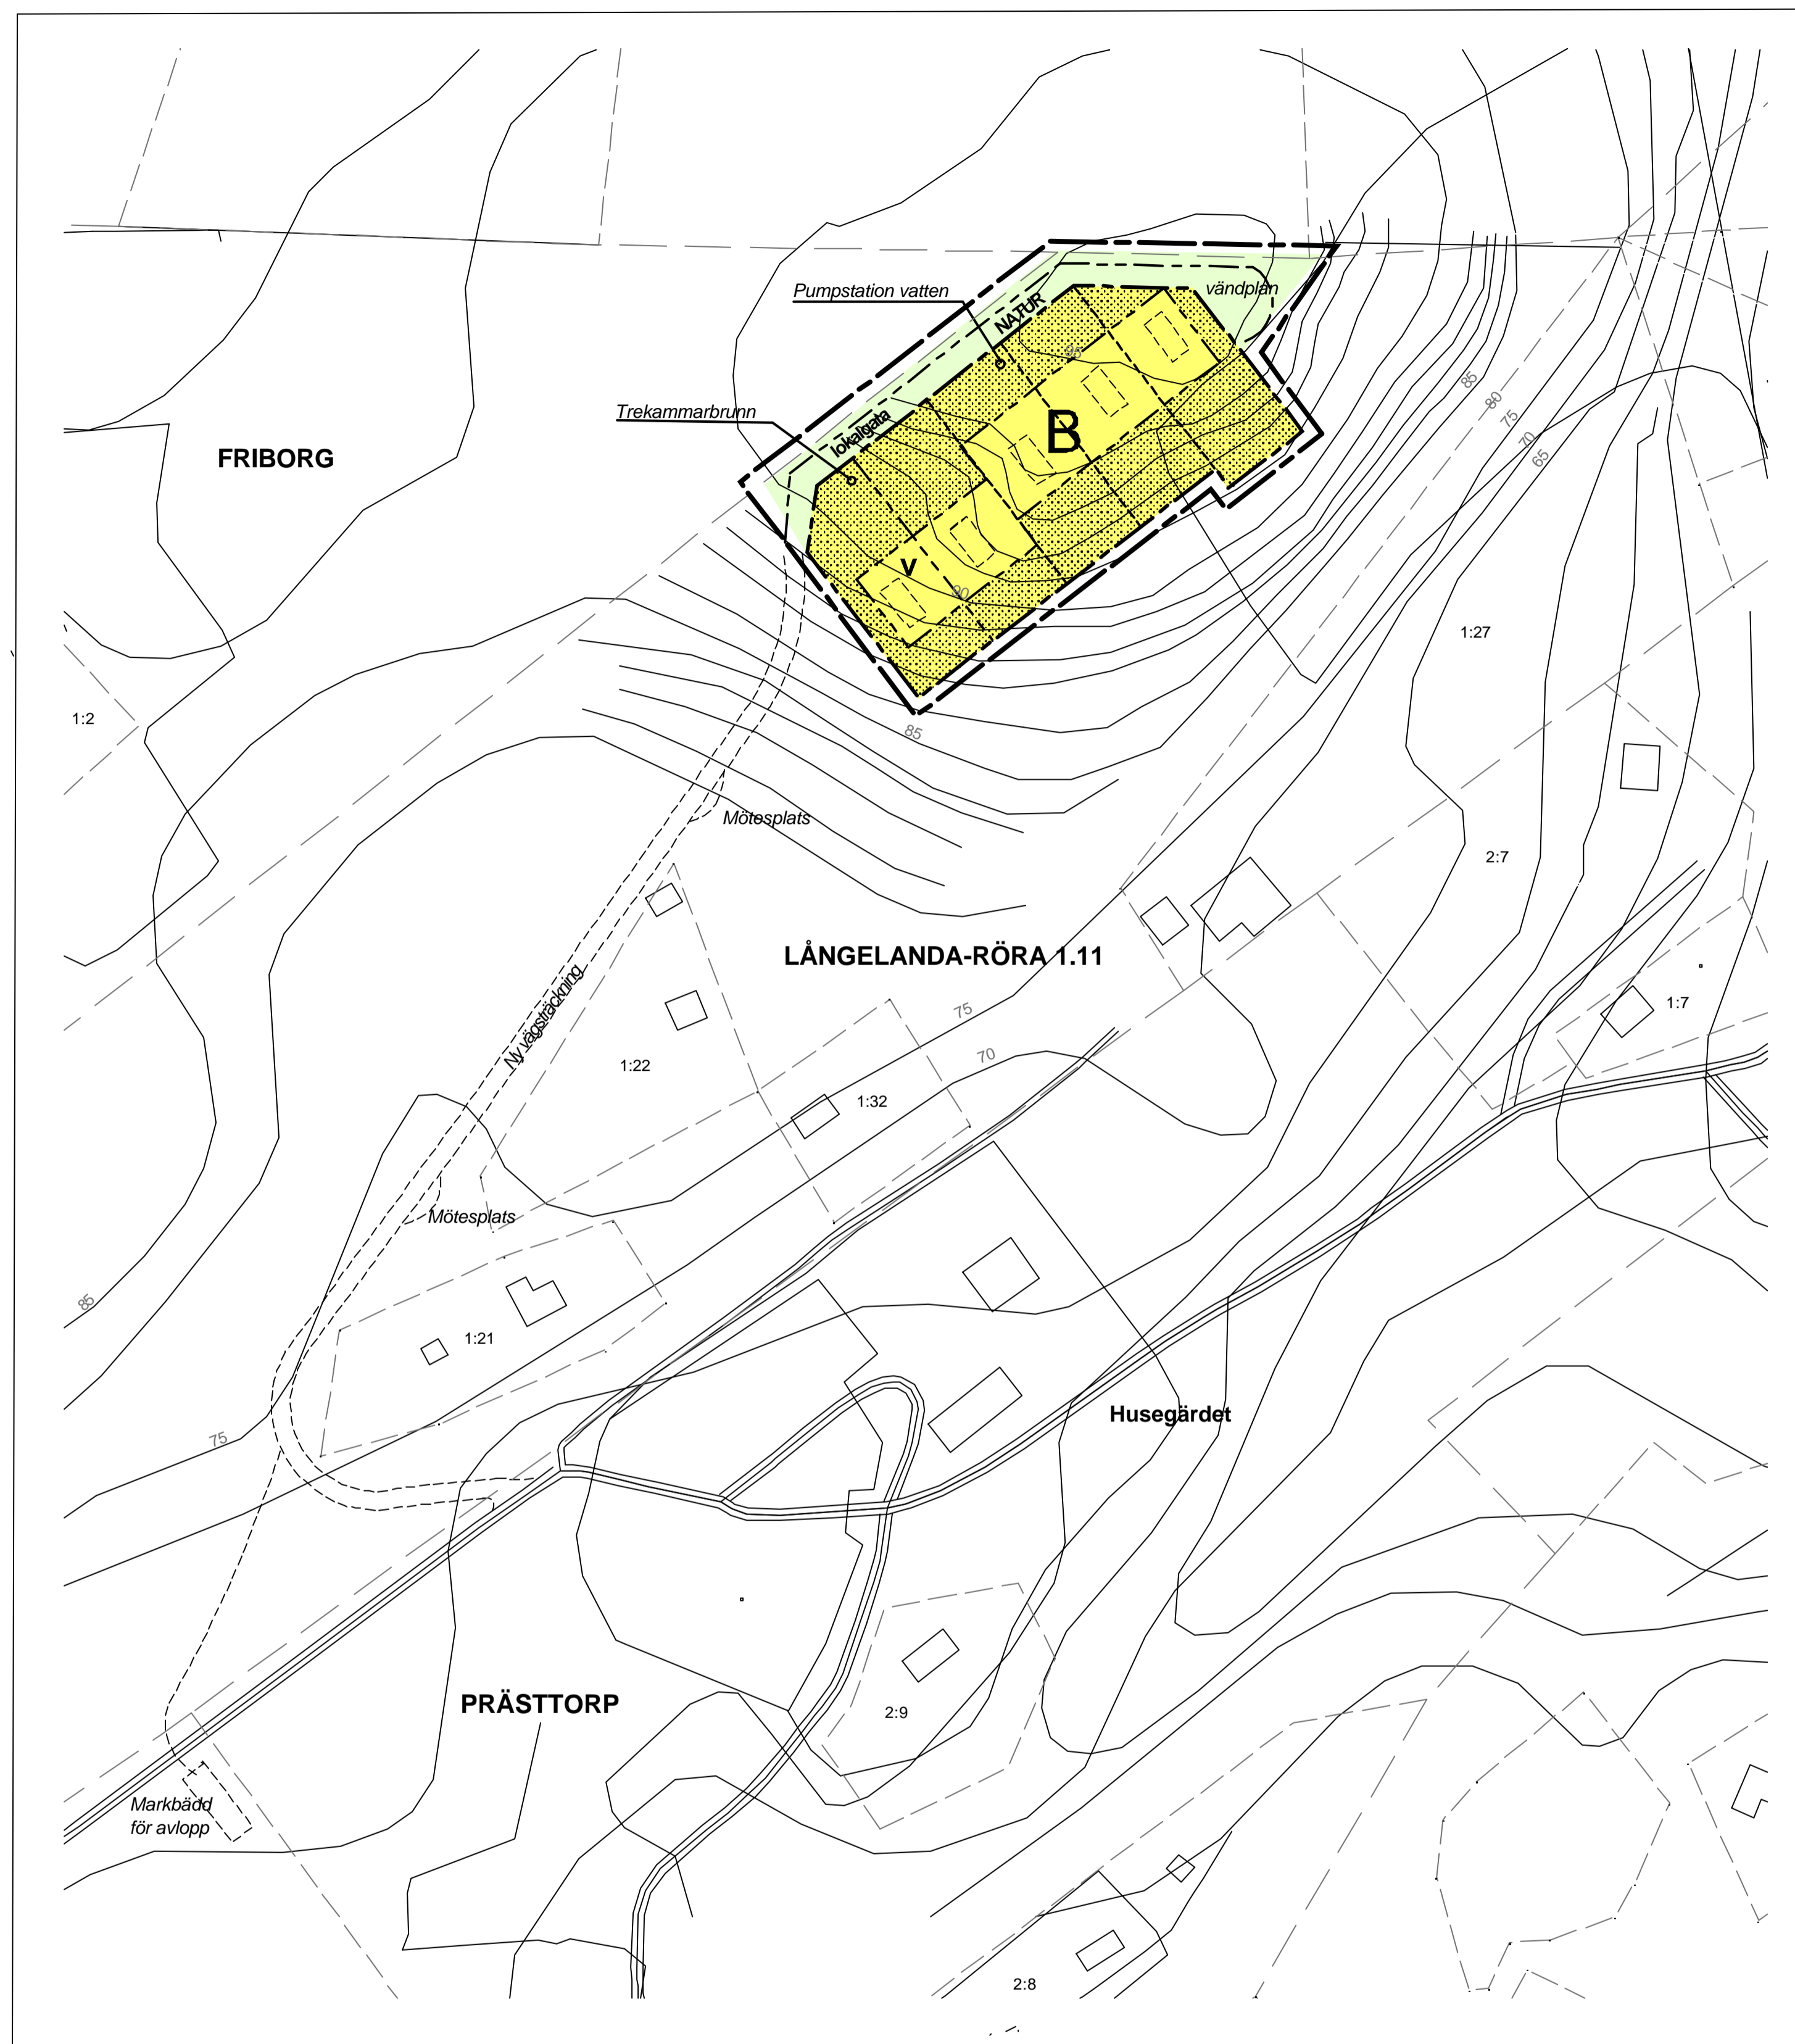 Pumpstation vatten
vändplan
NATUR
95
Trekammarbrunn
lokalgata
B
85
80
75
70
65
FRIBORG
v
90
1:27
1:2
85
Mötesplats
2:7
LÅNGELANDA-RÖRA 1.11
Ny vägsträckning
1:7
75
70
1:22
1:32
Mötesplats
85
1:21
Husegärdet
75
PRÄSTTORP
2:9
Markbädd
för avlopp
2:8